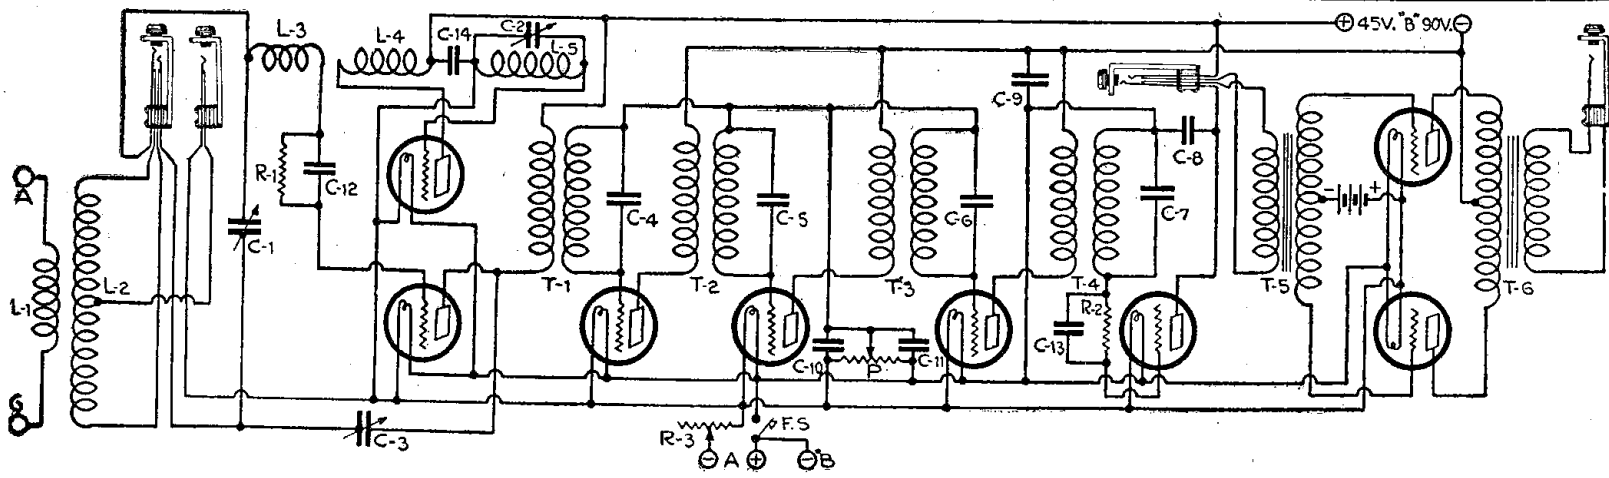 L-3
L-4
C-14
C-2
L-5
⊕ 45V. "B" 90V. ⊖
C-9
C-8
R-1
C-12
A
C-1
C-4
C-5
C-6
C-7
L-1
L-2
T-1
T-2
T-3
T-4
T-5
T-6
R-2
C-13
G
C-10
P
C-11
C-3
R-3
F.S
⊖ A ⊕ ⊖ "B